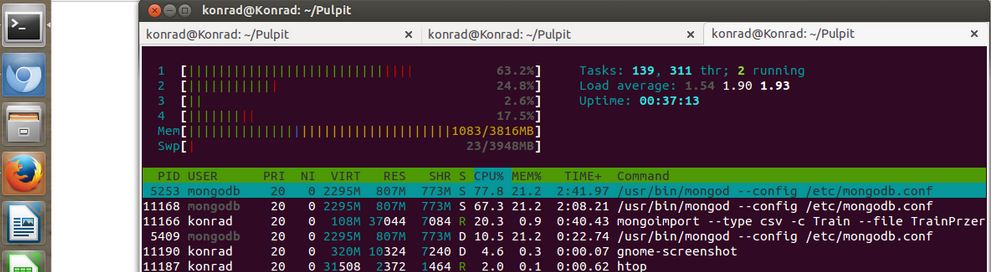 konrad@Konrad: ~/Pulpit
konrad@Konrad: ~/Pulpit × konrad@Konrad: ~/Pulpit × konrad@Konrad: ~/Pulpit ×
1 [||||||||||||||||||||||||||||| 63.2%] Tasks: 139, 311 thr; 2 running
2 [|||||||||||| 24.8%] Load average: 1.54 1.90 1.93
3 [|| 2.6%] Uptime: 00:37:13
4 [||||||||| 17.5%]
Mem[|||||||||||||||||||||||||||||||||||1083/3816MB]
Swp[| 23/3948MB]
PID USER PRI NI VIRT RES SHR S CPU% MEM% TIME+ Command
5253 mongodb 20 0 2295M 807M 773M S 77.8 21.2 2:41.97 /usr/bin/mongod --config /etc/mongodb.conf
11168 mongodb 20 0 2295M 807M 773M S 67.3 21.2 2:08.21 /usr/bin/mongod --config /etc/mongodb.conf
11166 konrad 20 0 108M 37044 7084 R 20.3 0.9 0:40.43 mongoimport --type csv -c Train --file TrainPrzer
5409 mongodb 20 0 2295M 807M 773M D 10.5 21.2 0:22.74 /usr/bin/mongod --config /etc/mongodb.conf
11190 konrad 20 0 320M 10324 7240 D 4.6 0.3 0:00.07 gnome-screenshot
11187 konrad 20 0 31508 2372 1464 R 2.0 0.1 0:00.62 htop